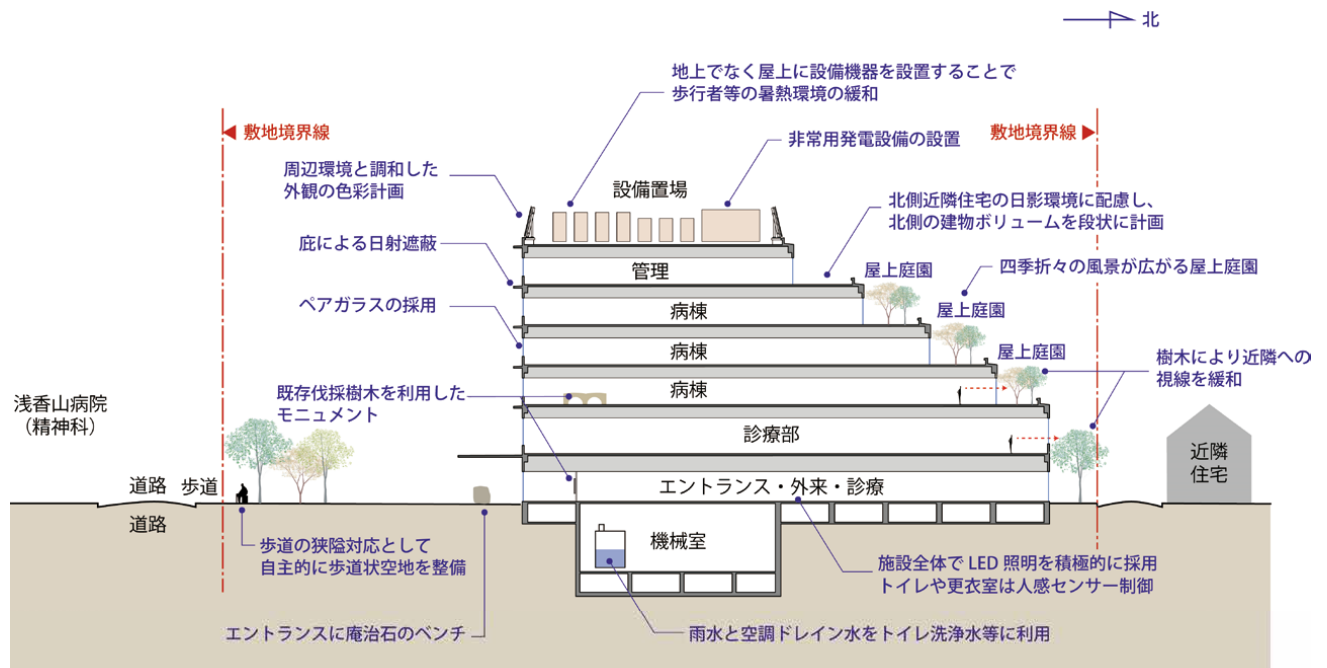 北
地上でなく屋上に設備機器を設置することで
歩行者等の暑熱環境の緩和
敷地境界線
敷地境界線
非常用発電設備の設置
周辺環境と調和した
外観の色彩計画
設備置場
北側近隣住宅の日影環境に配慮し、
北側の建物ボリュームを段状に計画
庇による日射遮蔽
管理
屋上庭園
四季折々の風景が広がる屋上庭園
ペアガラスの採用
病棟
屋上庭園
病棟
屋上庭園
樹木により近隣への
視線を緩和
既存伐採樹木を利用した
モニュメント
病棟
浅香山病院
（精神科）
診療部
近隣
住宅
道路
歩道
エントランス・外来・診療
道路
歩道の狭隘対応として
自主的に歩道状空地を整備
機械室
施設全体で LED 照明を積極的に採用
トイレや更衣室は人感センサー制御
エントランスに庵治石のベンチ
雨水と空調ドレイン水をトイレ洗浄水等に利用